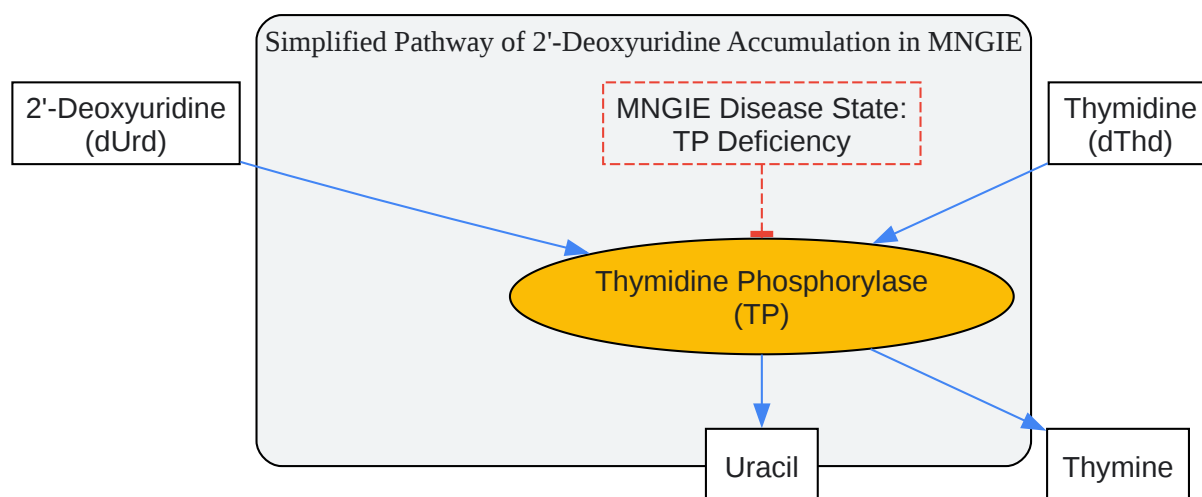 Simplified Pathway of 2'-Deoxyuridine Accumulation in MNGIE
2'-Deoxyuridine
(dUrd)
MNGIE Disease State:
TP Deficiency
Thymidine
(dThd)
Thymidine Phosphorylase
(TP)
Uracil
Thymine